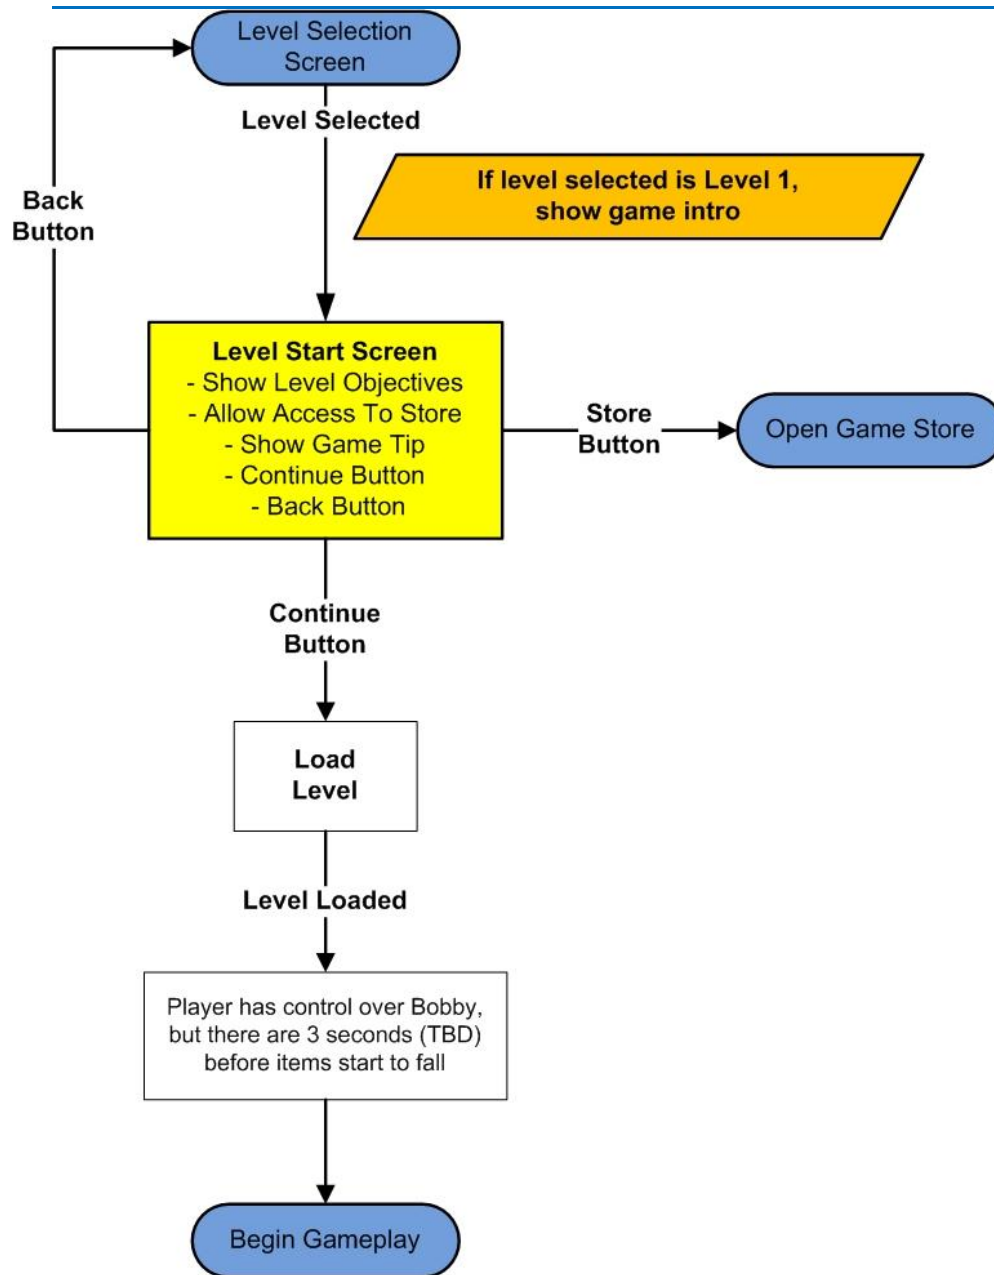 Level Selection
Screen
Level Selected
If level selected is Level 1,
show game intro
Back
Button
Level Start Screen
- Show Level Objectives
- Allow Access To Store
- Show Game Tip
- Continue Button
- Back Button
Store
Button
Open Game Store
Continue
Button
Load
Level
Level Loaded
Player has control over Bobby,
but there are 3 seconds (TBD)
before items start to fall
Begin Gameplay